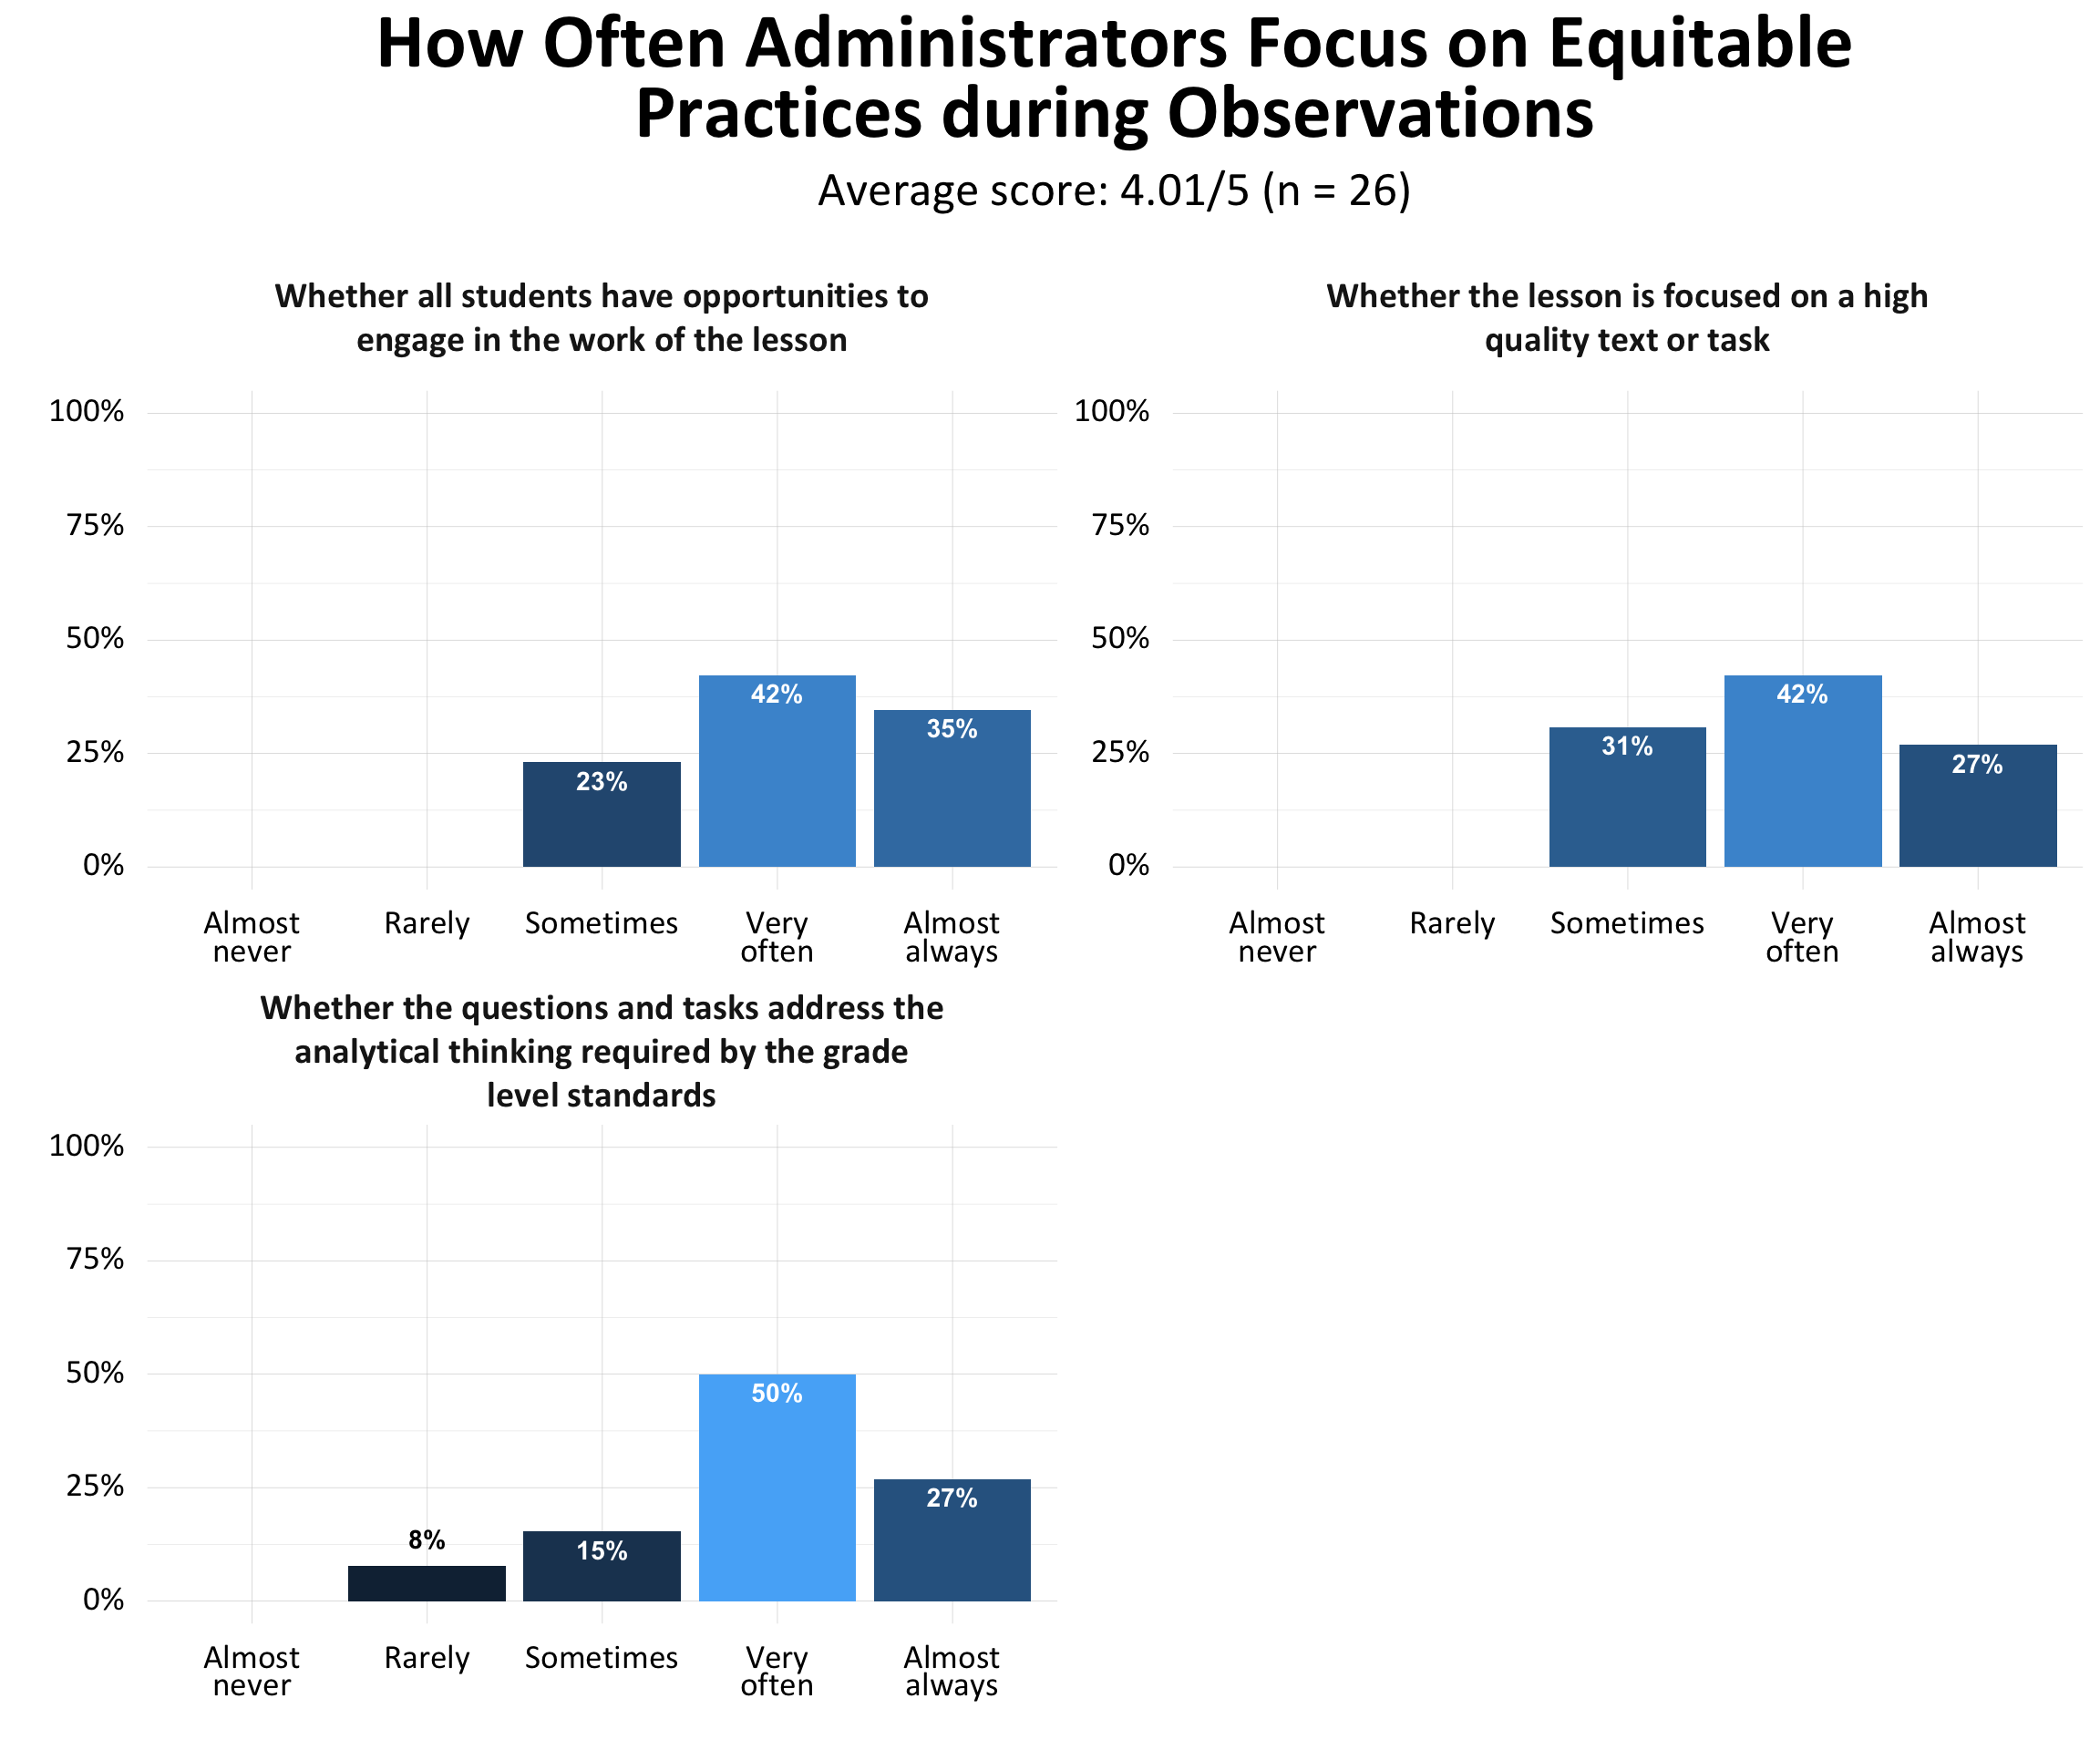 How Often Administrators Focus on Equitable
Practices during Observations
Average score: 4.01/5 (n = 26)
Whether all students have opportunities to
engage in the work of the lesson
100%
75%
50%
25%
0%
23%
42%
35%
Almost
never
Rarely
Sometimes
Very
often
Almost
always
Whether the lesson is focused on a high
quality text or task
100%
75%
50%
25%
0%
31%
42%
27%
Almost
never
Rarely
Sometimes
Very
often
Almost
always
Whether the questions and tasks address the
analytical thinking required by the grade
level standards
100%
75%
50%
25%
0%
8%
15%
50%
27%
Almost
never
Rarely
Sometimes
Very
often
Almost
always